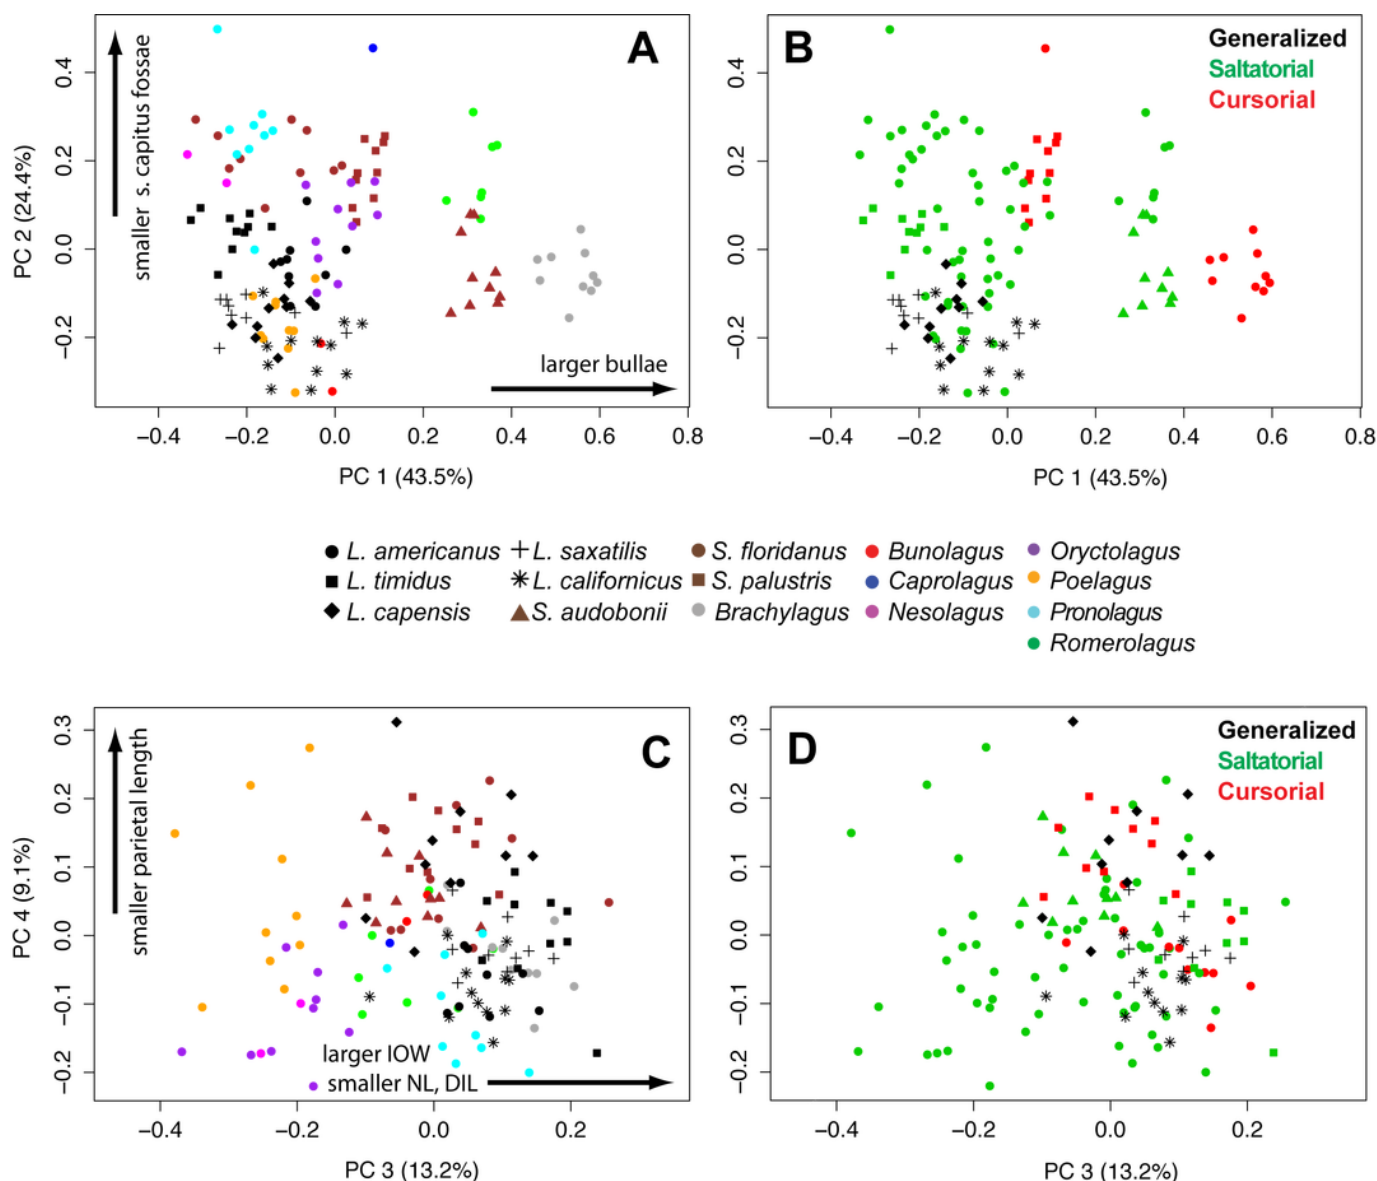 A
smaller s. capitus fossae
larger bullae
PC 2 (24.4%)
0.4
0.2
0.0
−0.2
−0.4 −0.2 0.0 0.2 0.4 0.6 0.8
PC 1 (43.5%)
B
Generalized
Saltatorial
Cursorial
0.4
0.2
0.0
−0.2
−0.4 −0.2 0.0 0.2 0.4 0.6 0.8
PC 1 (43.5%)
L. americanus L. saxatilis S. floridanus Bunolagus Oryctolagus
L. timidus L. californicus S. palustris Caprolagus Poelagus
L. capensis S. audobonii Brachylagus Nesolagus Pronolagus
Romerolagus
C
smaller parietal length
larger IOW
smaller NL, DIL
PC 4 (9.1%)
0.3
0.2
0.1
0.0
−0.1
−0.2
−0.4 −0.2 0.0 0.2
PC 3 (13.2%)
D
Generalized
Saltatorial
Cursorial
0.3
0.2
0.1
0.0
−0.1
−0.2
−0.4 −0.2 0.0 0.2
PC 3 (13.2%)